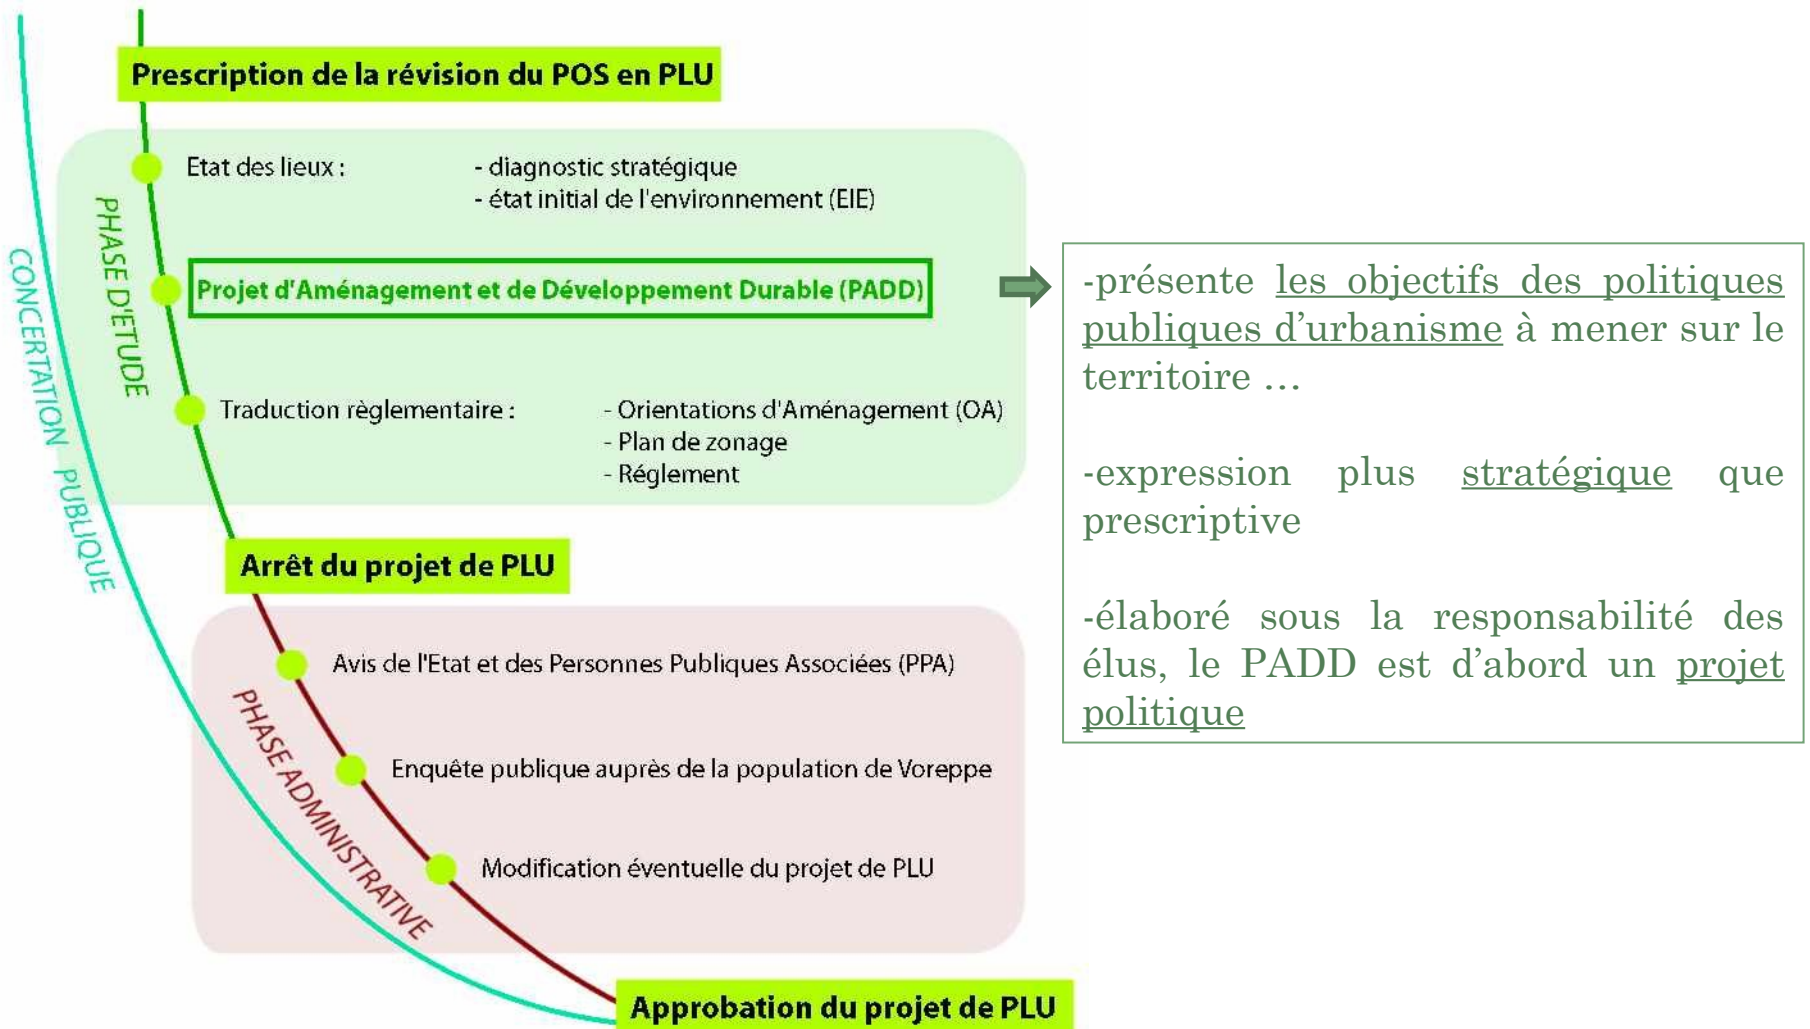 Prescription de la révision du POS en PLU
Etat des lieux :
- diagnostic stratégique
- état initial de l'environnement (EIE)
PHASE D'ETUDE
CONCERTATION PUBLIQUE
Projet d'Aménagement et de Développement Durable (PADD)
Traduction règlementaire :
- Orientations d'Aménagement (OA)
- Plan de zonage
- Réglement
-présente les objectifs des politiques
publiques d'urbanisme à mener sur le
territoire …
-expression plus stratégique que
prescriptive
-élaboré sous la responsabilité des
élus, le PADD est d'abord un projet
politique
Arrêt du projet de PLU
Avis de l'Etat et des Personnes Publiques Associées (PPA)
PHASE ADMINISTRATIVE
Enquête publique auprès de la population de Voreppe
Modification éventuelle du projet de PLU
Approbation du projet de PLU